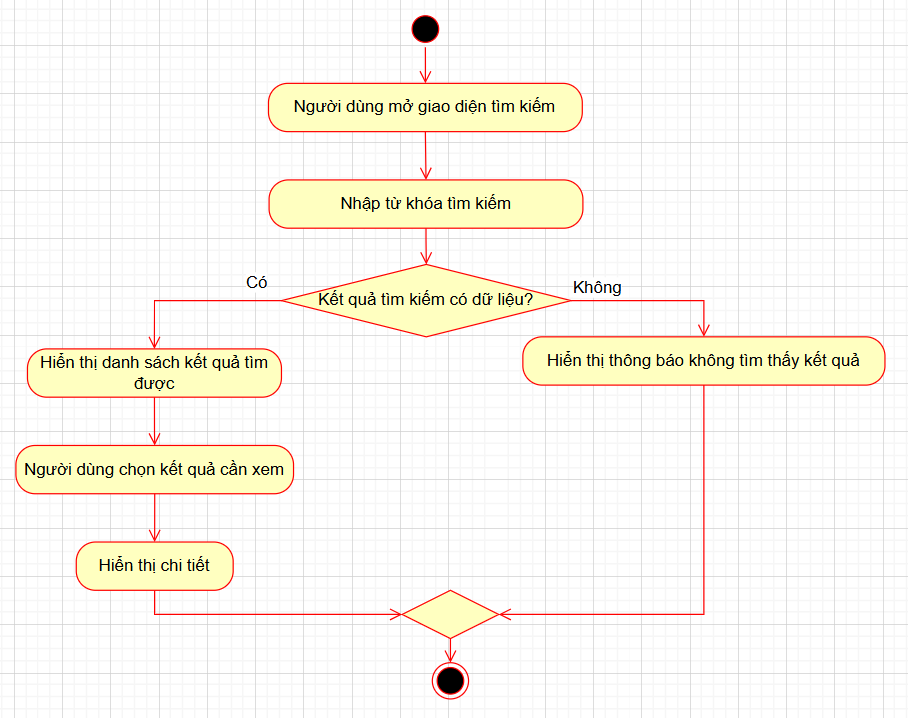 Người dùng mở giao diện tìm kiếm
Nhập từ khóa tìm kiếm
Có
Kết quả tìm kiếm có dữ liệu?
Không
Hiển thị danh sách kết quả tìm
được
Hiển thị thông báo không tìm thấy kết quả
Người dùng chọn kết quả cần xem
Hiển thị chi tiết